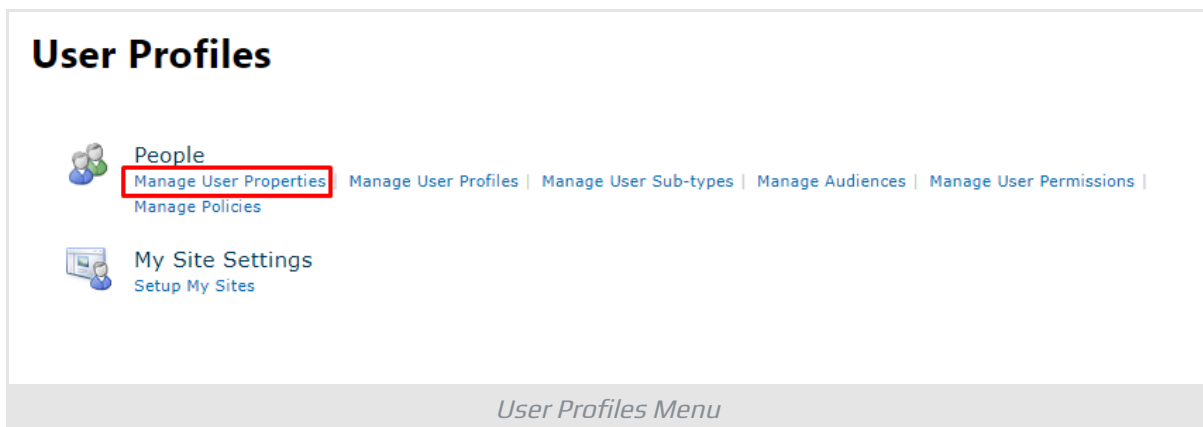 User Profiles
People
Manage User Properties | Manage User Profiles | Manage User Sub-types | Manage Audiences | Manage User Permissions |
Manage Policies
My Site Settings
Setup My Sites
User Profiles Menu